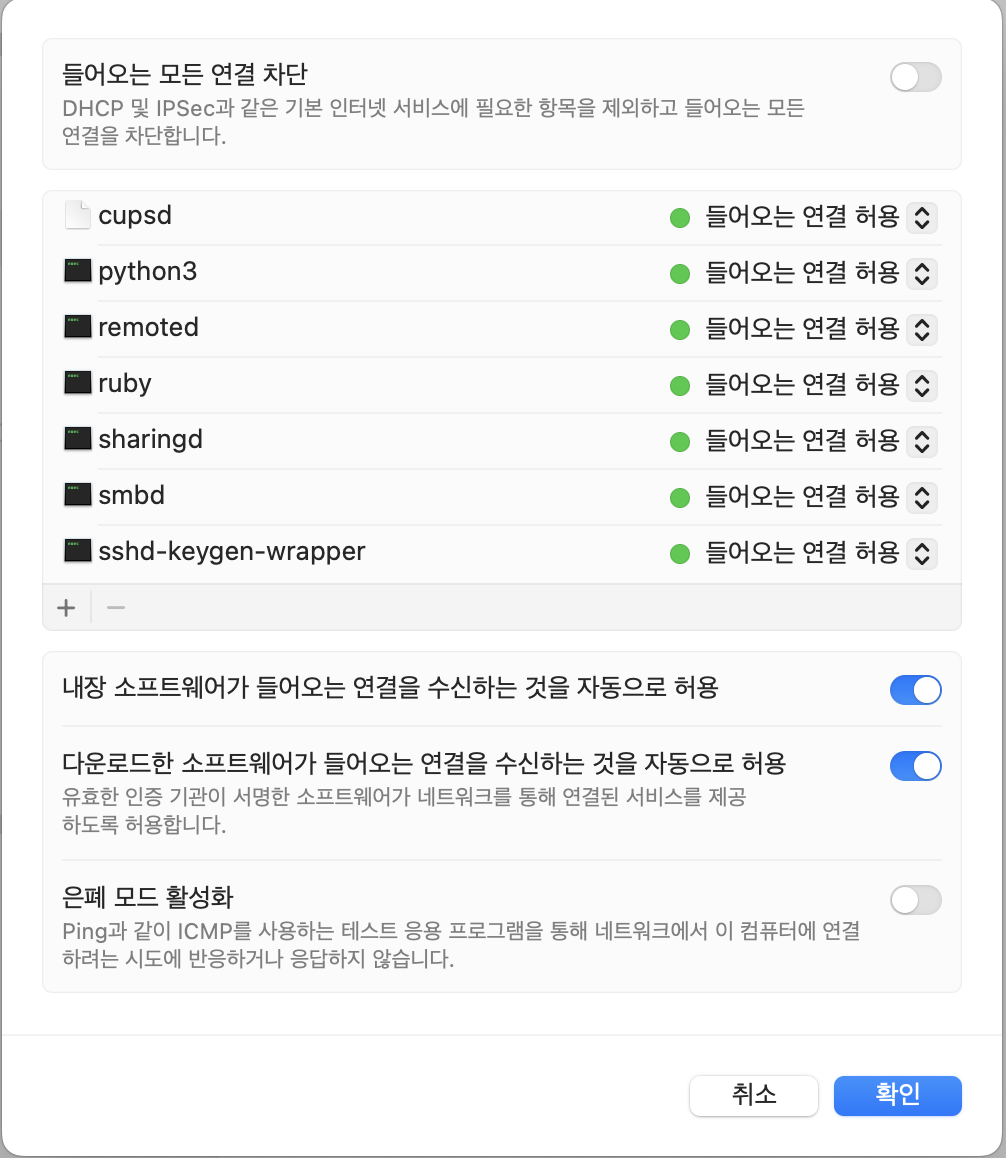 들어오는 모든 연결 차단
DHCP 및 IPSec과 같은 기본 인터넷 서비스에 필요한 항목을 제외하고 들어오는 모든
연결을 차단합니다.
cupsd 들어오는 연결 허용
python3 들어오는 연결 허용
remoted 들어오는 연결 허용
ruby 들어오는 연결 허용
sharingd 들어오는 연결 허용
smbd 들어오는 연결 허용
sshd-keygen-wrapper 들어오는 연결 허용
내장 소프트웨어가 들어오는 연결을 수신하는 것을 자동으로 허용
다운로드한 소프트웨어가 들어오는 연결을 수신하는 것을 자동으로 허용
유효한 인증 기관이 서명한 소프트웨어가 네트워크를 통해 연결된 서비스를 제공
하도록 허용합니다.
은폐 모드 활성화
Ping과 같이 ICMP를 사용하는 테스트 응용 프로그램을 통해 네트워크에서 이 컴퓨터에 연결
하려는 시도에 반응하거나 응답하지 않습니다.
취소 확인